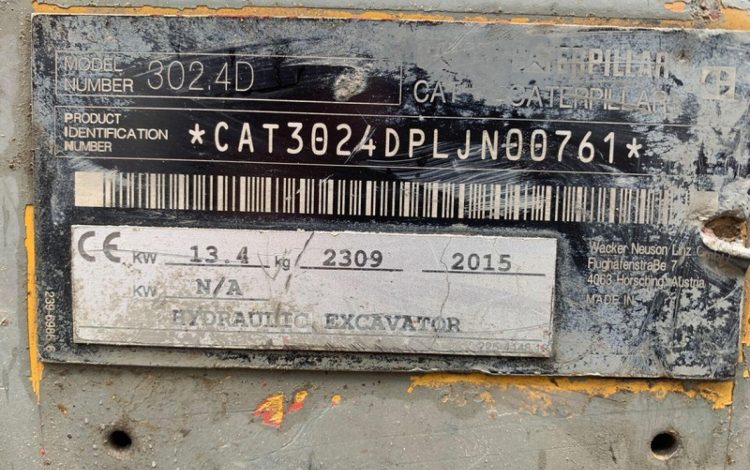 MODEL NUMBER 302.4D
CATERPILLAR
CAT CATERPILLAR
PRODUCT IDENTIFICATION NUMBER *CAT3024DPLJN00761*
CE KW 13.4 kg 2309 2015
KW N/A
HYDRAULIC EXCAVATOR
Wacker Neuson Linz
Flughafenstraße 7
4063 Hörsching, Austria
MADE IN